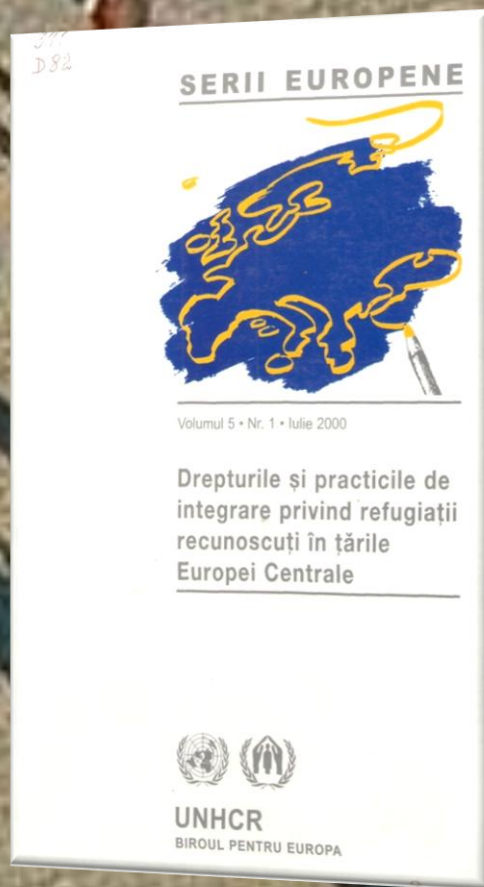 D 82
SERII EUROPENE
Volumul 5 • Nr. 1 • Iulie 2000
Drepturile și practicile de
integrare privind refugiații
recunoscuți în țările
Europei Centrale
UNHCR
BIROUL PENTRU EUROPA